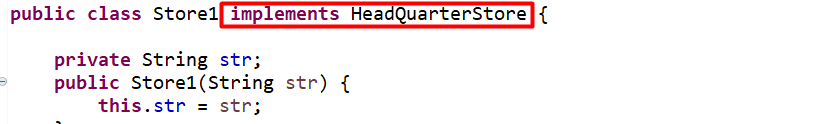 public class Store1 implements HeadQuarterStore {
private String str;
public Store1(String str) {
this.str = str;
}